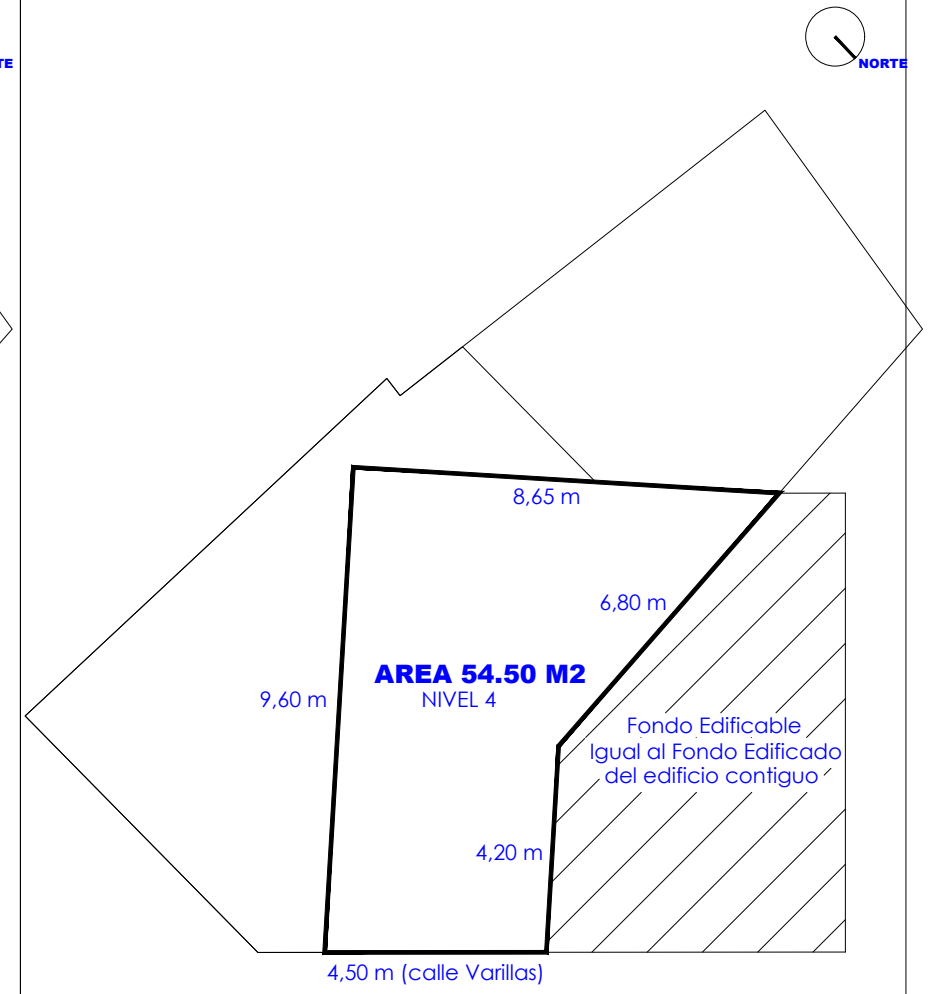 TE
NORTE
8,65 m
6,80 m
AREA 54.50 M2
NIVEL 4
9,60 m
Fondo Edificable
Igual al Fondo Edificado
del edificio contiguo
4,20 m
4,50 m (calle Varillas)